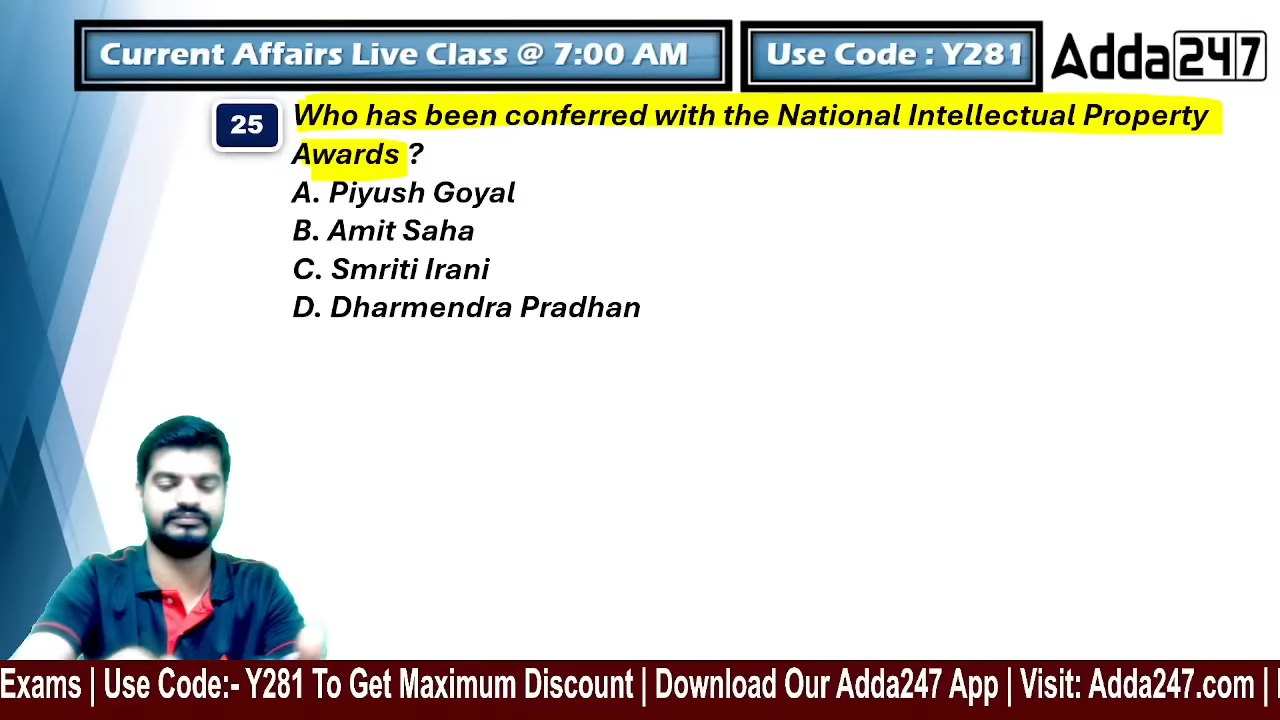 Current Affairs Live Class @ 7:00 AM
Use Code : Y281
Adda247
25
Who has been conferred with the National Intellectual Property
Awards ?
A. Piyush Goyal
B. Amit Saha
C. Smriti Irani
D. Dharmendra Pradhan
Exams | Use Code:- Y281 To Get Maximum Discount | Download Our Adda247 App | Visit: Adda247.com |